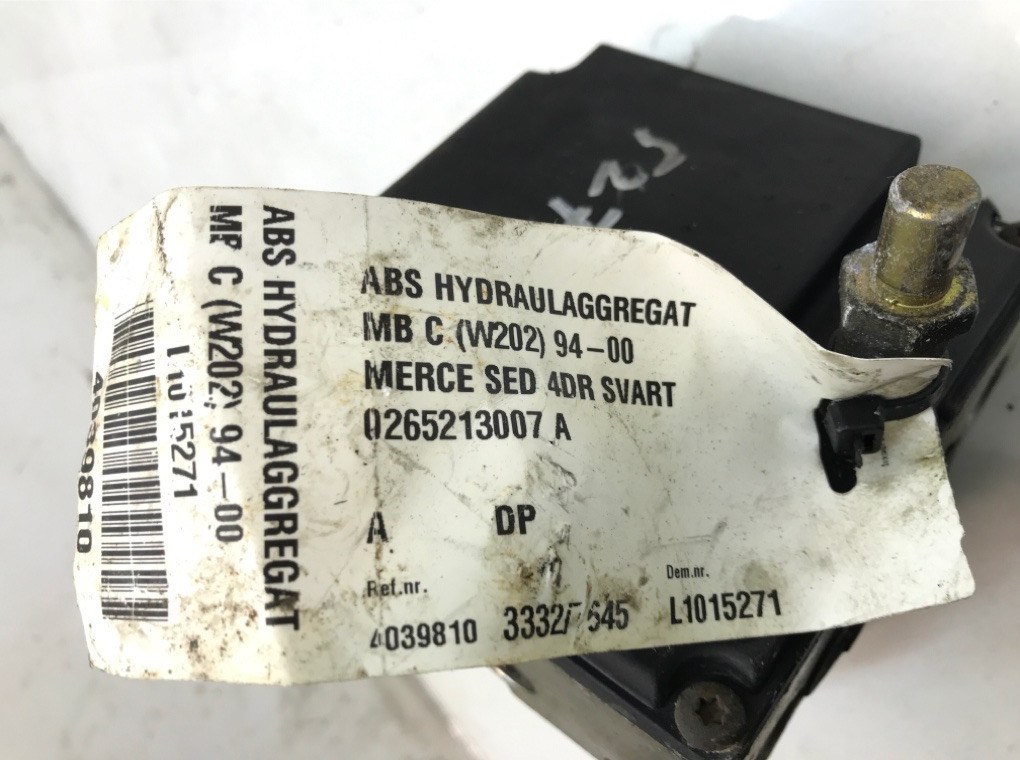 ABS HYDRAULAGGREGAT
MB C (W202) 94-00
MERCE SED 4DR SVART
0265213007 A
A DP
Ref.nr. Dem.nr.
4039810 L1015271
ABS HYDRAULAGGREGAT
MB C (W202) 94-00
L1015271
4039810